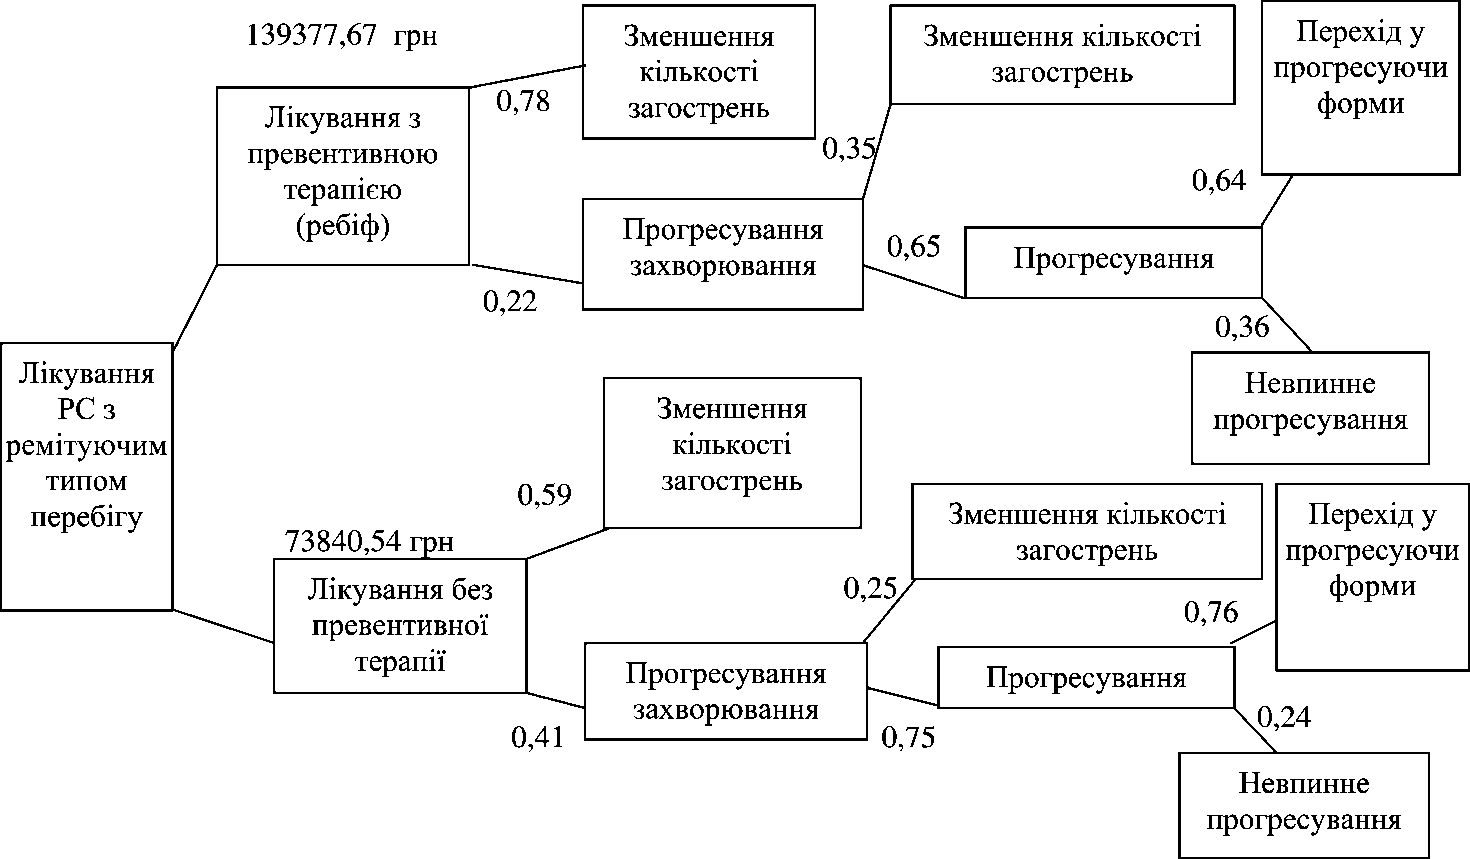 139377,67  грн
Зменшення
кількості
загострень
Зменшення кількості
загострень
Перехід у
прогресуючи
форми
0,78
Лікування з
превентивною
терапією
(ребіф)
0,35
0,64
Прогресування
захворювання
0,65
Прогресування
0,22
0,36
Лікування
РС з
ремітуючим
типом
перебігу
Невпинне
прогресування
Зменшення
кількості
загострень
0,59
73840,54 грн
Зменшення кількості
загострень
Перехід у
прогресуючи
форми
Лікування без
превентивної
терапії
0,25
0,76
Прогресування
захворювання
Прогресування
0,41
0,75
0,24
Невпинне
прогресування